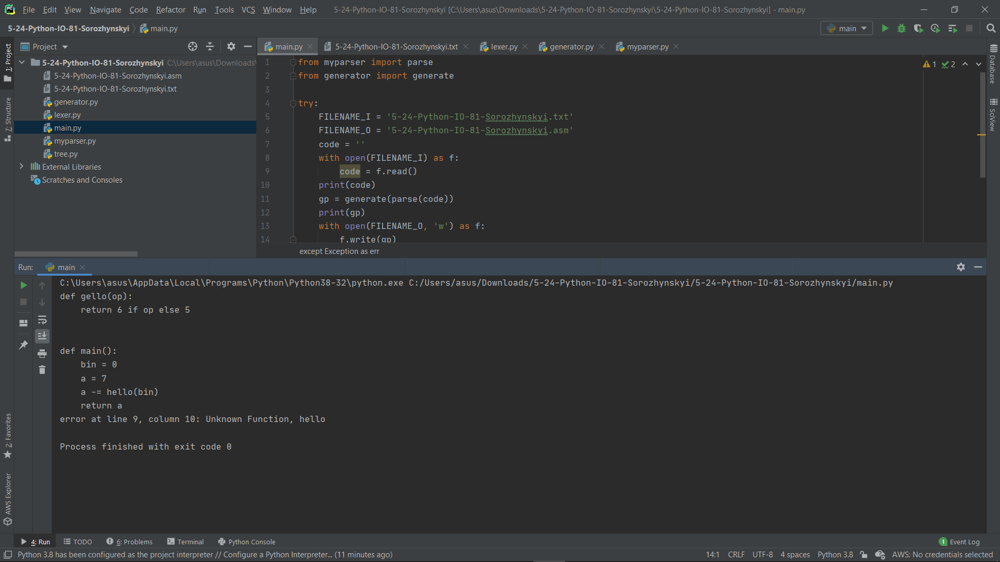 File Edit View Navigate Code Refactor Run Tools VCS Window Help 5-24-Python-IO-81-Sorozhynskyi [C:\Users\asus\Downloads\5-24-Python-IO-81-Sorozhynskyi\5-24-Python-IO-81-Sorozhynskyi] - main.py
5-24-Python-IO-81-Sorozhynskyi main.py main
Project
main.py 5-24-Python-IO-81-Sorozhynskyi.txt lexer.py generator.py myparser.py
1: Project
7: Structure
2: Favorites
AWS Explorer
5-24-Python-IO-81-Sorozhynskyi C:\Users\asus\Downloads\
5-24-Python-IO-81-Sorozhynskyi.asm
5-24-Python-IO-81-Sorozhynskyi.txt
generator.py
lexer.py
main.py
myparser.py
tree.py
External Libraries
Scratches and Consoles
1 from myparser import parse
2 from generator import generate
3
4 try:
5 FILENAME_I = '5-24-Python-IO-81-Sorozhynskyi.txt'
6 FILENAME_O = '5-24-Python-IO-81-Sorozhynskyi.asm'
7 code = ''
8 with open(FILENAME_I) as f:
9 code = f.read()
10 print(code)
11 gp = generate(parse(code))
12 print(gp)
13 with open(FILENAME_O, 'w') as f:
14 f.write(gp)
except Exception as err
1 2
Database
SciView
Run: main
C:\Users\asus\AppData\Local\Programs\Python\Python38-32\python.exe C:/Users/asus/Downloads/5-24-Python-IO-81-Sorozhynskyi/5-24-Python-IO-81-Sorozhynskyi/main.py
def gello(op):
return 6 if op else 5
def main():
bin = 0
a = 7
a -= hello(bin)
return a
error at line 9, column 10: Unknown Function, hello
Process finished with exit code 0
4: Run TODO 6: Problems Terminal Python Console 1 Event Log
Python 3.8 has been configured as the project interpreter // Configure a Python Interpreter... (11 minutes ago) 14:1 CRLF UTF-8 4 spaces Python 3.8 AWS: No credentials selected